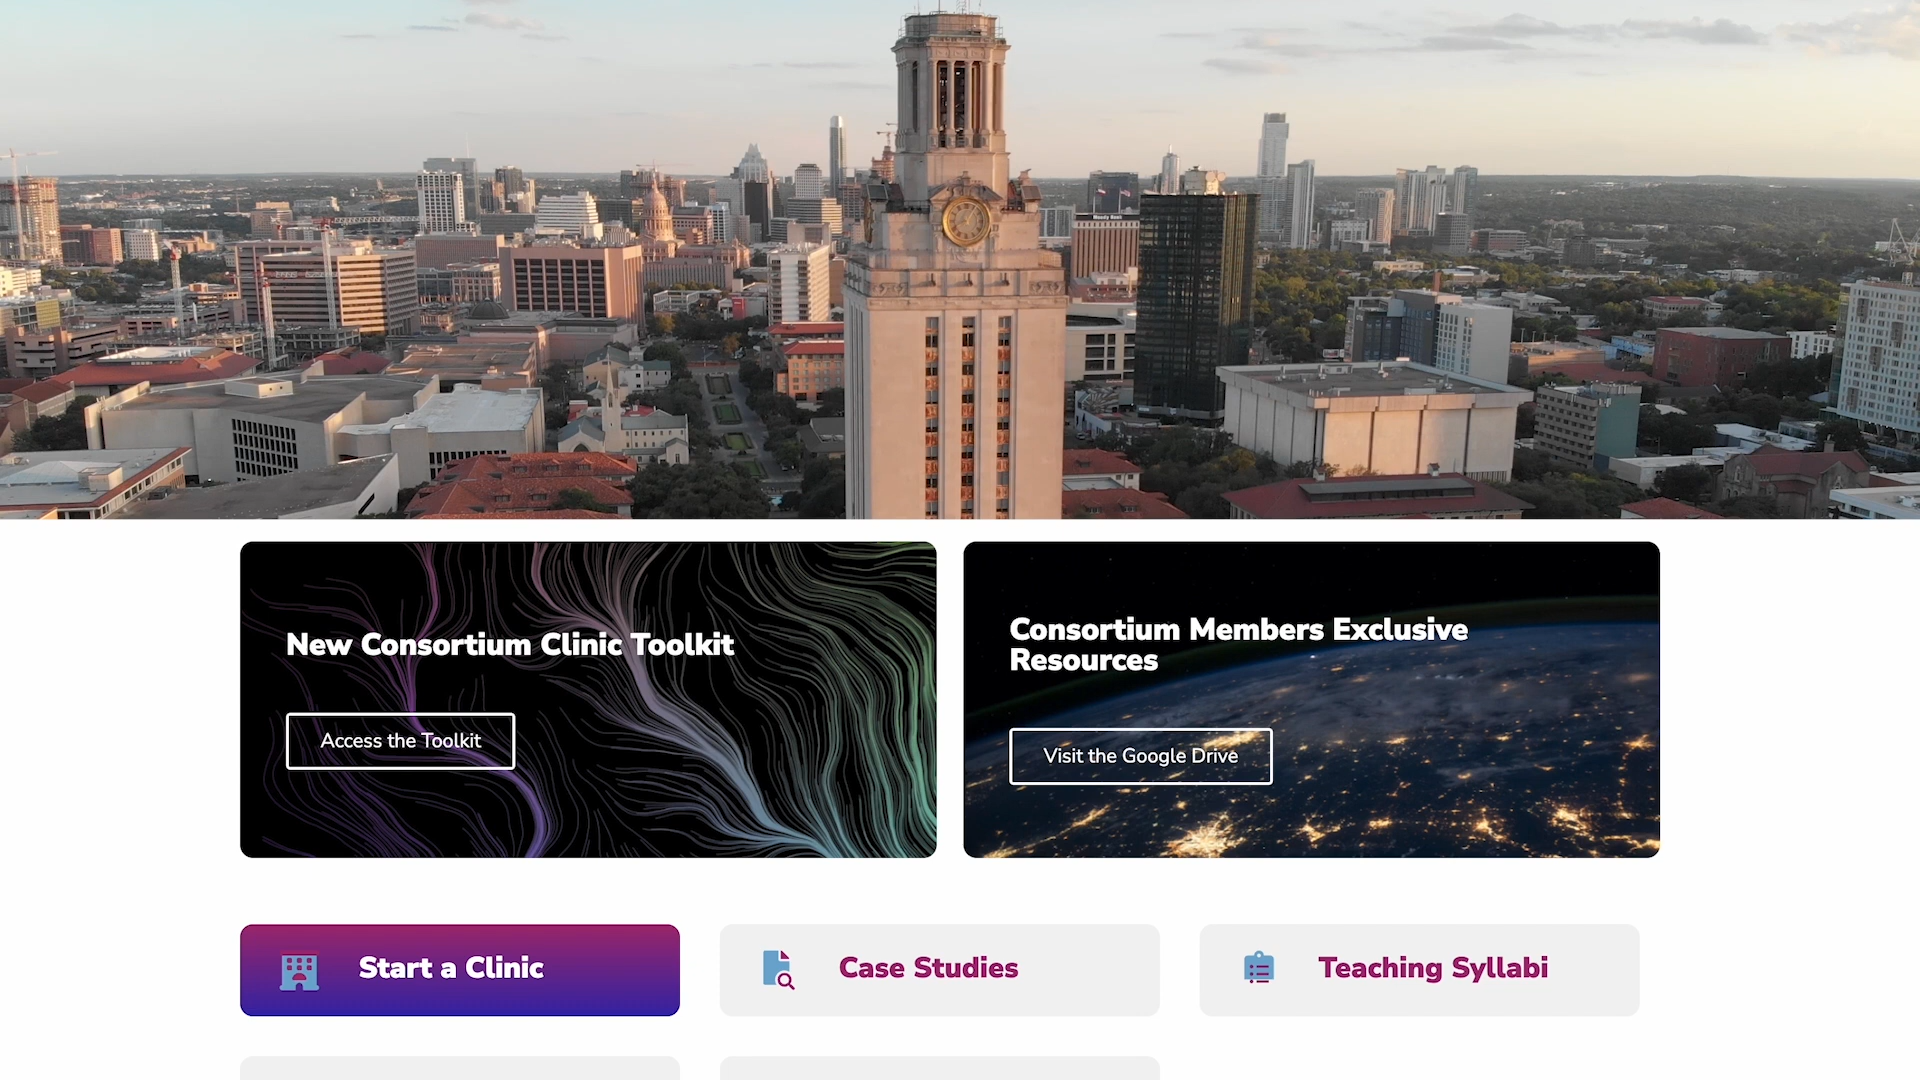 New Consortium Clinic Toolkit
Access the Toolkit
Consortium Members Exclusive
Resources
Visit the Google Drive
Start a Clinic
Case Studies
Teaching Syllabi